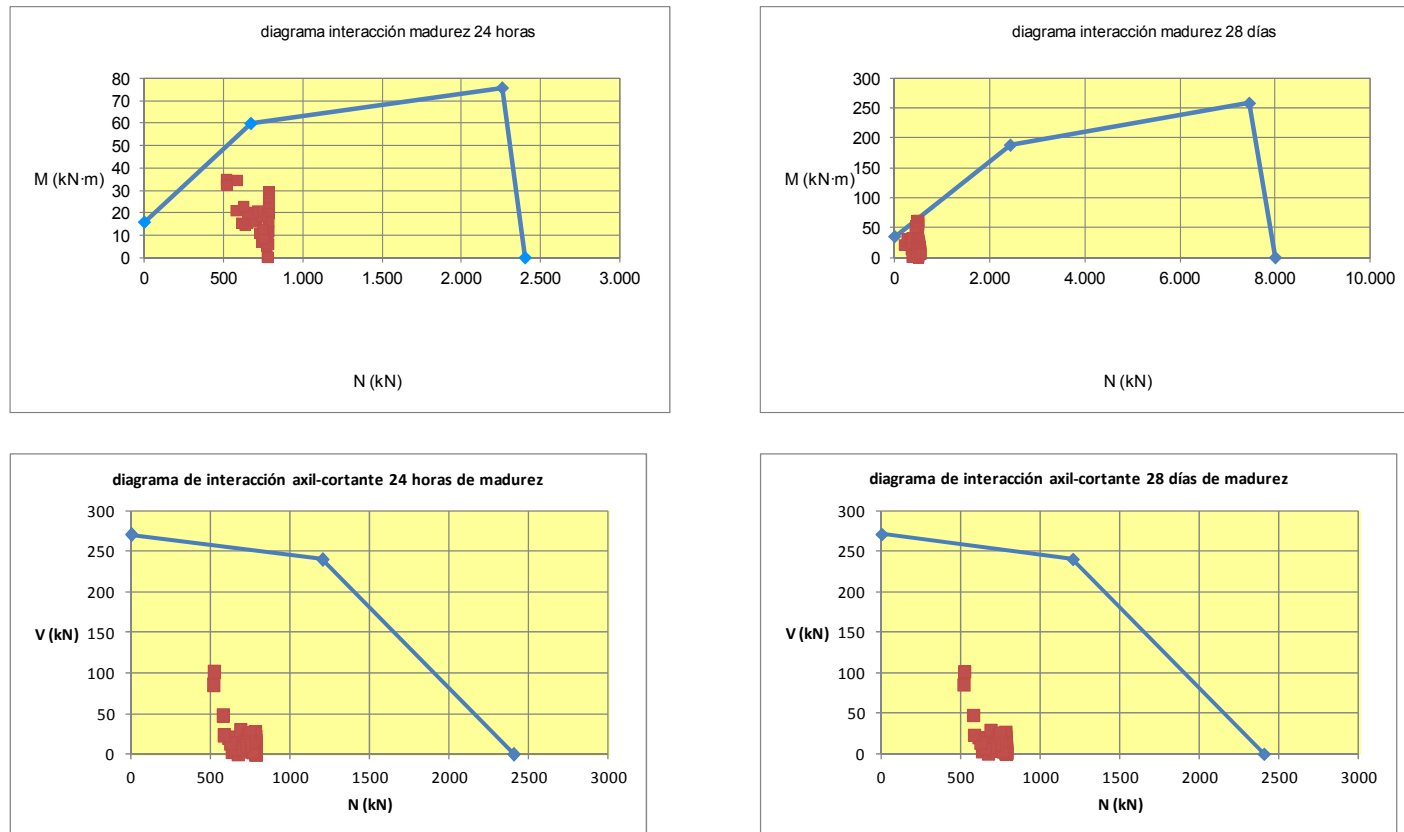 diagrama interacción madurez 24 horas
80
70
60
50
40
30
20
10
0
M (kN·m)
0 500 1.000 1.500 2.000 2.500 3.000
N (kN)
diagrama interacción madurez 28 días
300
250
200
150
100
50
0
M (kN·m)
0 2.000 4.000 6.000 8.000 10.000
N (kN)
diagrama de interacción axil-cortante 24 horas de madurez
300
250
200
150
100
50
0
V (kN)
0 500 1000 1500 2000 2500 3000
N (kN)
diagrama de interacción axil-cortante 28 días de madurez
300
250
200
150
100
50
0
V (kN)
0 500 1000 1500 2000 2500 3000
N (kN)